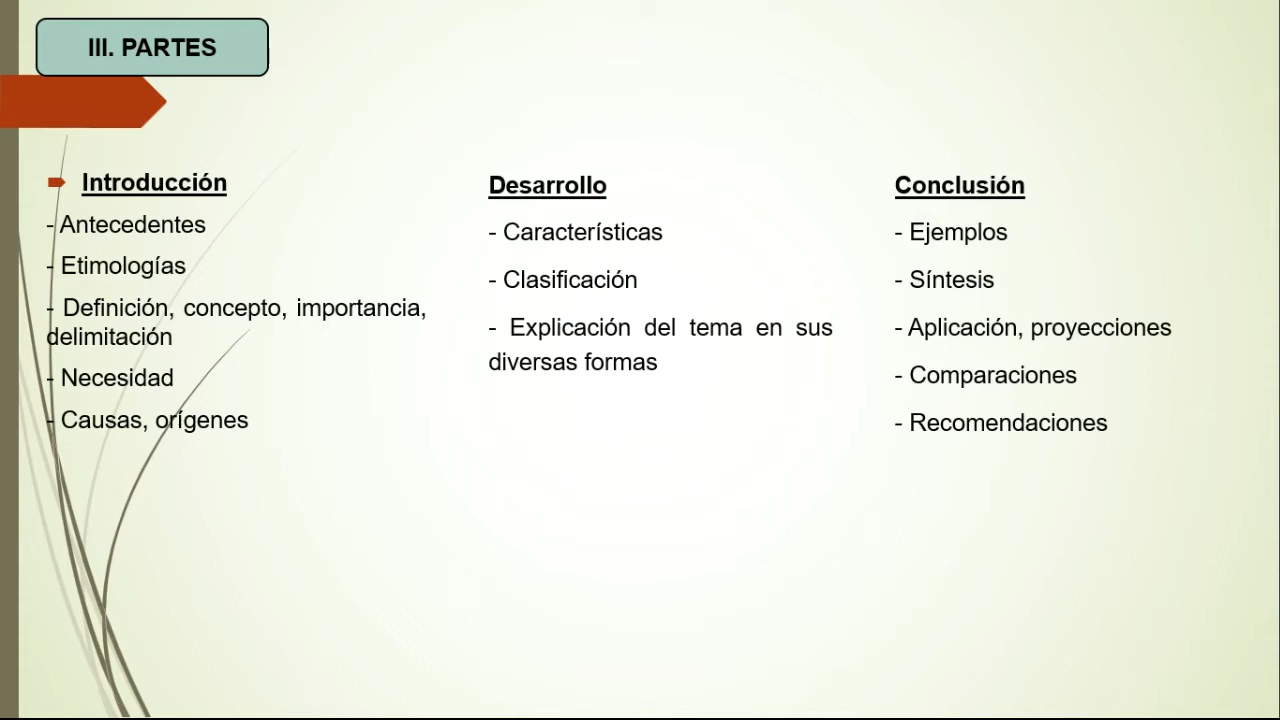 III. PARTES
Introducción
- Antecedentes
- Etimologías
- Definición, concepto, importancia,
delimitación
- Necesidad
- Causas, orígenes
Desarrollo
- Características
- Clasificación
- Explicación del tema en sus
diversas formas
Conclusión
- Ejemplos
- Síntesis
- Aplicación, proyecciones
- Comparaciones
- Recomendaciones